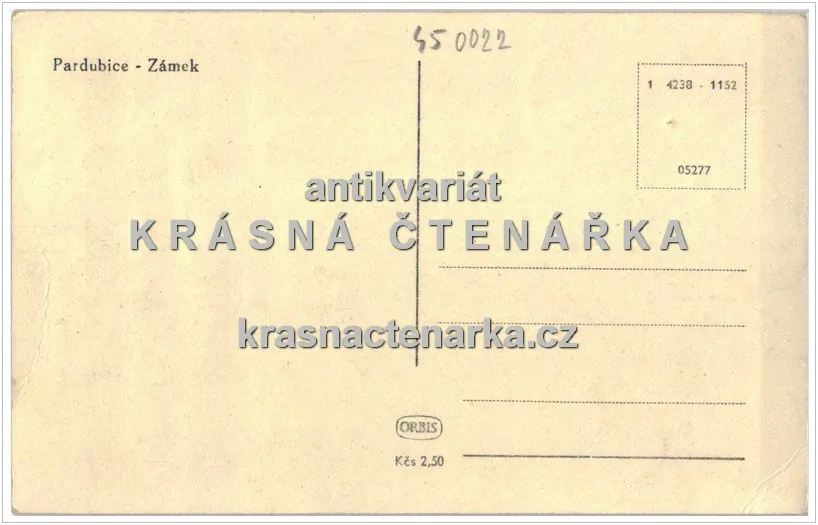 45 0022
Pardubice - Zámek
1 4238 - 1152
05277
antikvariát
KRÁSNÁ ČTENÁŘKA
krasnactenarka.cz
ORBIS
Kčs 2,50